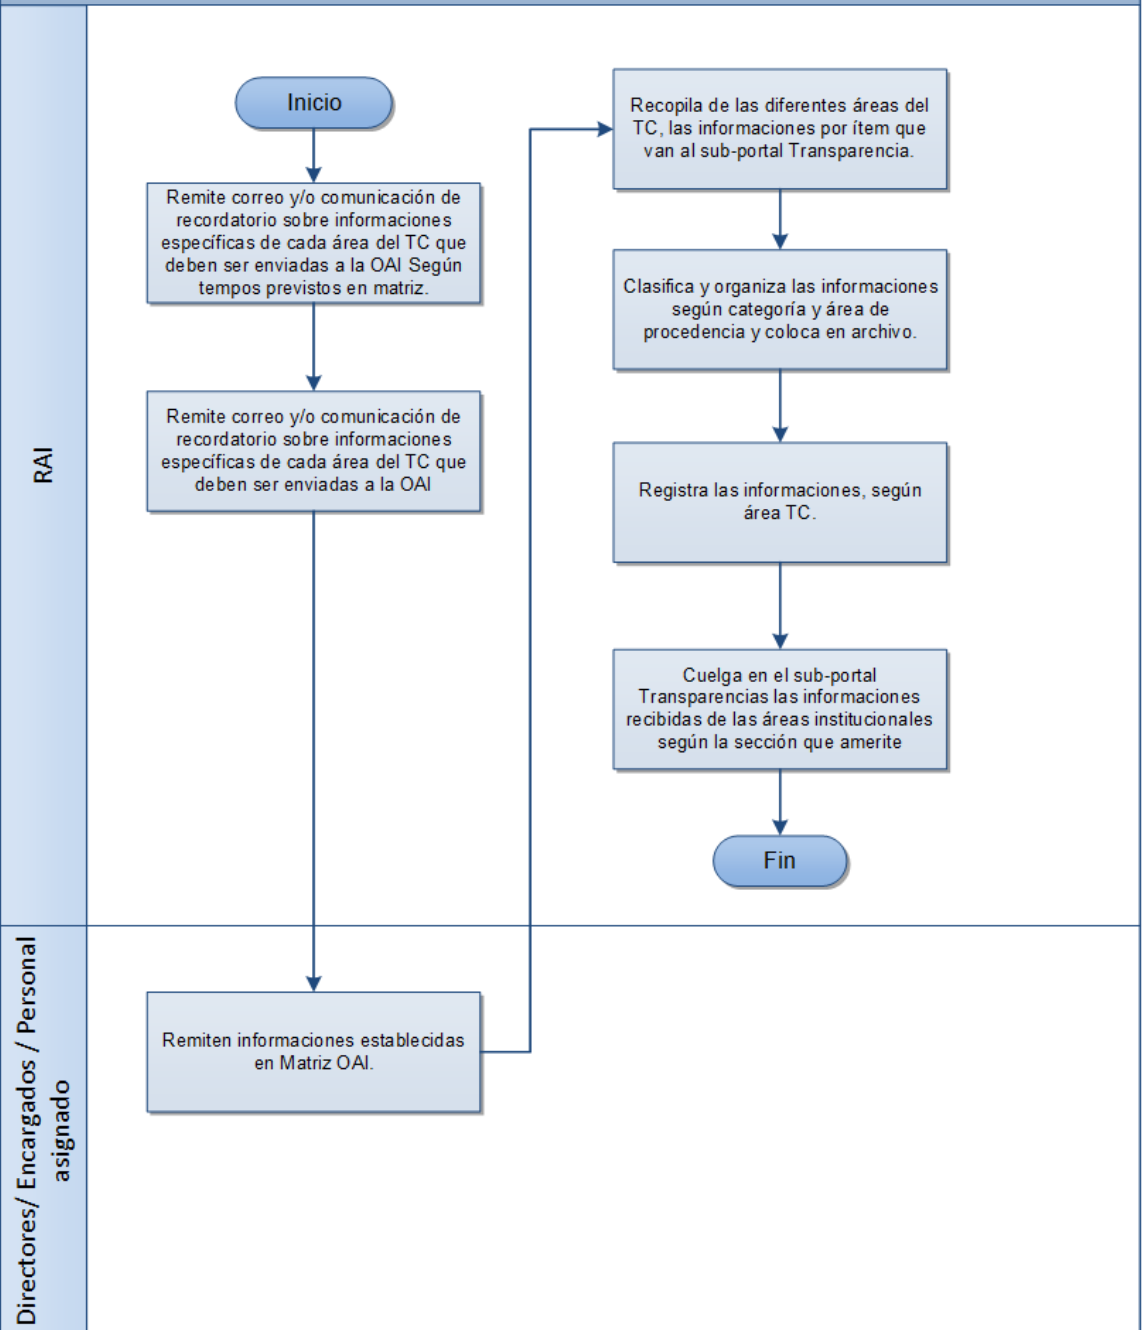 RAI
Inicio
Remite correo y/o comunicación de
recordatorio sobre informaciones
específicas de cada área del TC que
deben ser enviadas a la OAI Según
tempos previstos en matriz.
Remite correo y/o comunicación de
recordatorio sobre informaciones
específicas de cada área del TC que
deben ser enviadas a la OAI
Directores/ Encargados / Personal
asignado
Remiten informaciones establecidas
en Matriz OAI.
Recopila de las diferentes áreas del
TC, las informaciones por ítem que
van al sub-portal Transparencia.
Clasifica y organiza las informaciones
según categoría y área de
procedencia y coloca en archivo.
Registra las informaciones, según
área TC.
Cuelga en el sub-portal
Transparencias las informaciones
recibidas de las áreas institucionales
según la sección que amerite
Fin